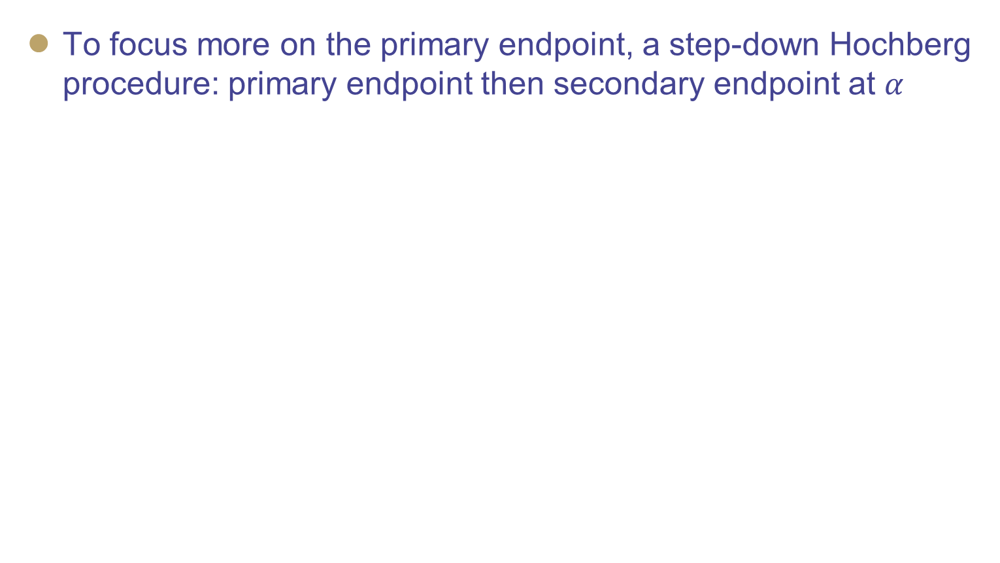 To focus more on the primary endpoint, a step-down Hochberg
procedure: primary endpoint then secondary endpoint at 𝛼